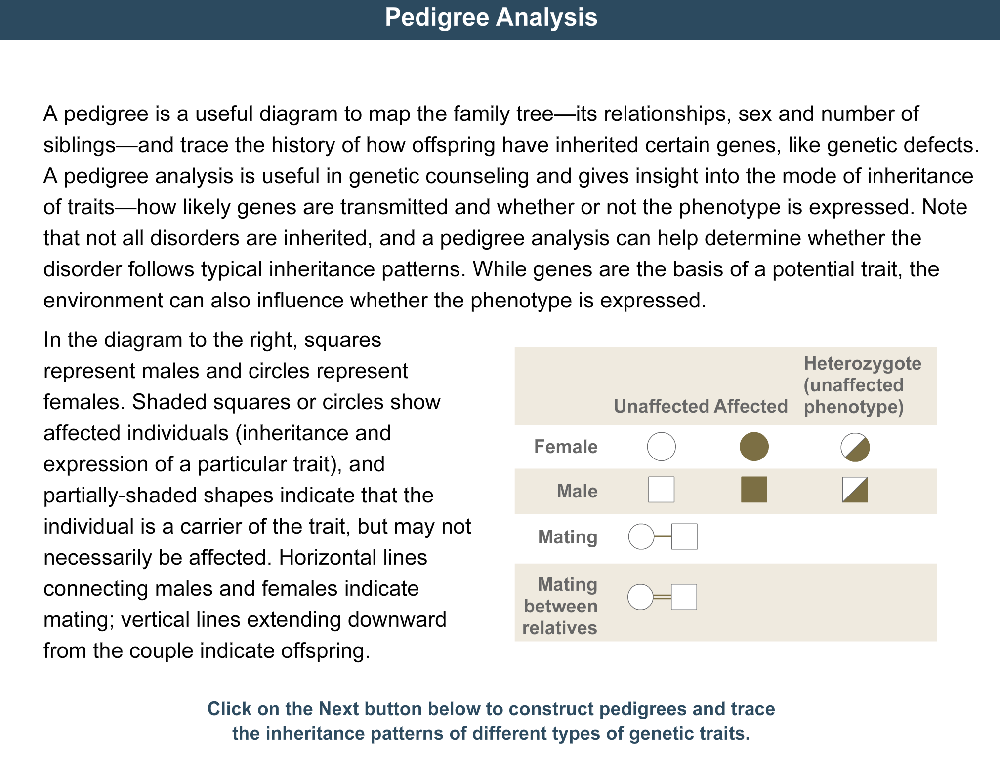 Pedigree Analysis
A pedigree is a useful diagram to map the family tree—its relationships, sex and number of
siblings—and trace the history of how offspring have inherited certain genes, like genetic defects.
A pedigree analysis is useful in genetic counseling and gives insight into the mode of inheritance
of traits—how likely genes are transmitted and whether or not the phenotype is expressed. Note
that not all disorders are inherited, and a pedigree analysis can help determine whether the
disorder follows typical inheritance patterns. While genes are the basis of a potential trait, the
environment can also influence whether the phenotype is expressed.
In the diagram to the right, squares
represent males and circles represent
females. Shaded squares or circles show
affected individuals (inheritance and
expression of a particular trait), and
partially-shaded shapes indicate that the
individual is a carrier of the trait, but may not
necessarily be affected. Horizontal lines
connecting males and females indicate
mating; vertical lines extending downward
from the couple indicate offspring.
Heterozygote
(unaffected
Unaffected Affected phenotype)
Female
Male
Mating
Mating
between
relatives
Click on the Next button below to construct pedigrees and trace
the inheritance patterns of different types of genetic traits.